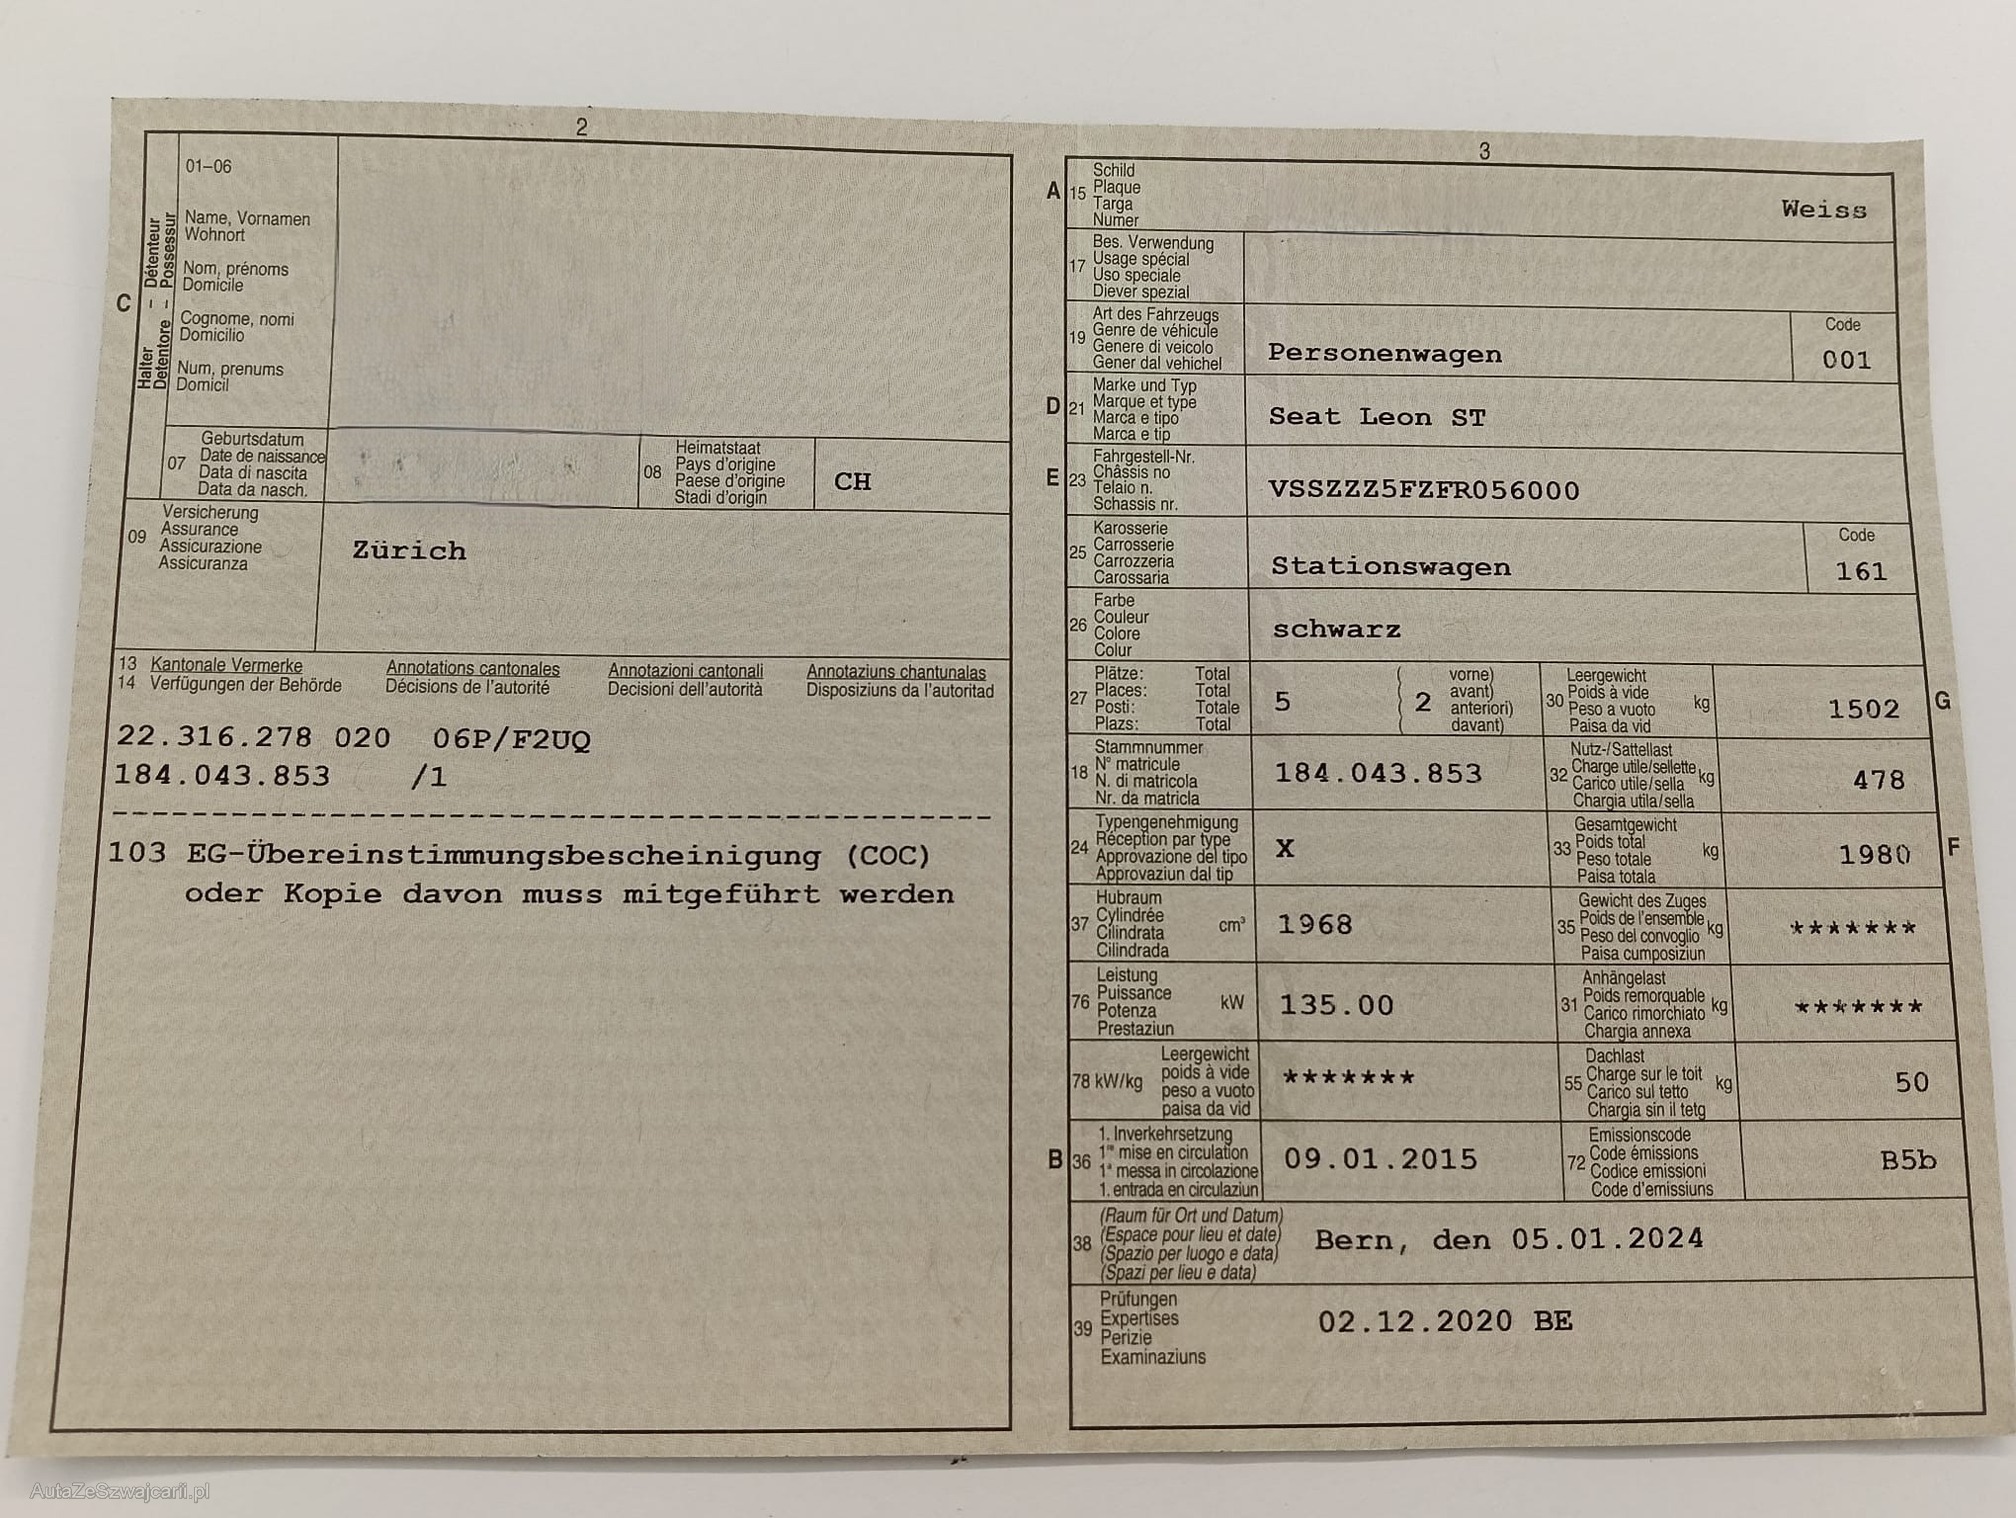 2
01–06
Name, Vornamen
Wohnort
Nom, prénoms
Domicile
Cognome, nomi
Domicilio
Num, prenums
Domicil
C
Halter – Détenteur
Detentore – Possessur
07
Geburtsdatum
Date de naissance
Data di nascita
Data da nasch.
08
Heimatstaat
Pays d'origine
Paese d'origine
Stadi d'origin
CH
09
Versicherung
Assurance
Assicurazione
Assicuranza
Zürich
13 Kantonale Vermerke Annotations cantonales Annotazioni cantonali Annotaziuns chantunalas
14 Verfügungen der Behörde Décisions de l'autorité Decisioni dell'autorità Disposiziuns da l'autoritad
22.316.278 020 06P/F2UQ
184.043.853 /1
103 EG-Übereinstimmungsbescheinigung (COC)
oder Kopie davon muss mitgeführt werden
3
A 15
Schild
Plaque
Targa
Numer
Weiss
17
Bes. Verwendung
Usage spécial
Uso speciale
Diever spezial
19
Art des Fahrzeugs
Genre de véhicule
Genere di veicolo
Gener dal vehichel
Personenwagen
Code
001
D 21
Marke und Typ
Marque et type
Marca e tipo
Marca e tip
Seat Leon ST
E 23
Fahrgestell-Nr.
Châssis no
Telaio n.
Schassis nr.
VSSZZZ5FZFR056000
25
Karosserie
Carrosserie
Carrozzeria
Carossaria
Stationswagen
Code
161
26
Farbe
Couleur
Colore
Colur
schwarz
27
Plätze: Total
Places: Total
Posti: Totale
Plazs: Total
5
( vorne)
( 2 avant)
( anteriori)
( davant)
30
Leergewicht
Poids à vide
Peso a vuoto
Paisa da vid
kg
1502
G
18
Stammnummer
N° matricule
N. di matricola
Nr. da matricla
184.043.853
32
Nutz-/Sattellast
Charge utile/sellette
Carico utile/sella
Chargia utila/sella
kg
478
24
Typengenehmigung
Réception par type
Approvazione del tipo
Approvaziun dal tip
X
33
Gesamtgewicht
Poids total
Peso totale
Paisa totala
kg
1980
F
37
Hubraum
Cylindrée
Cilindrata
Cilindrada
cm³
1968
35
Gewicht des Zuges
Poids de l'ensemble
Peso del convoglio
Paisa cumposiziun
kg
*******
76
Leistung
Puissance
Potenza
Prestaziun
kW
135.00
31
Anhängelast
Poids remorquable
Carico rimorchiato
Chargia annexa
kg
*******
78 kW/kg
Leergewicht
poids à vide
peso a vuoto
paisa da vid
*******
55
Dachlast
Charge sur le toit
Carico sul tetto
Chargia sin il tetg
kg
50
B 36
1. Inverkehrsetzung
1re mise en circulation
1a messa in circolazione
1. entrada en circulaziun
09.01.2015
72
Emissionscode
Code émissions
Codice emissioni
Code d'emissiuns
B5b
38
(Raum für Ort und Datum)
(Espace pour lieu et date)
(Spazio per luogo e data)
(Spazi per lieu e data)
Bern, den 05.01.2024
39
Prüfungen
Expertises
Perizie
Examinaziuns
02.12.2020 BE
AutaZeSzwajcarii.pl